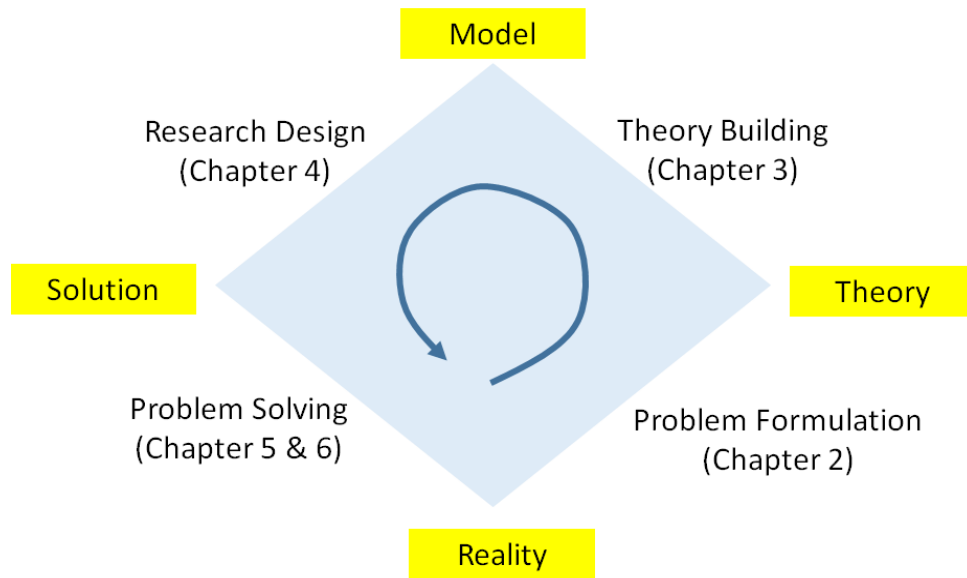 Model
Research Design
(Chapter 4)
Theory Building
(Chapter 3)
Solution
Theory
Problem Solving
(Chapter 5 & 6)
Problem Formulation
(Chapter 2)
Reality